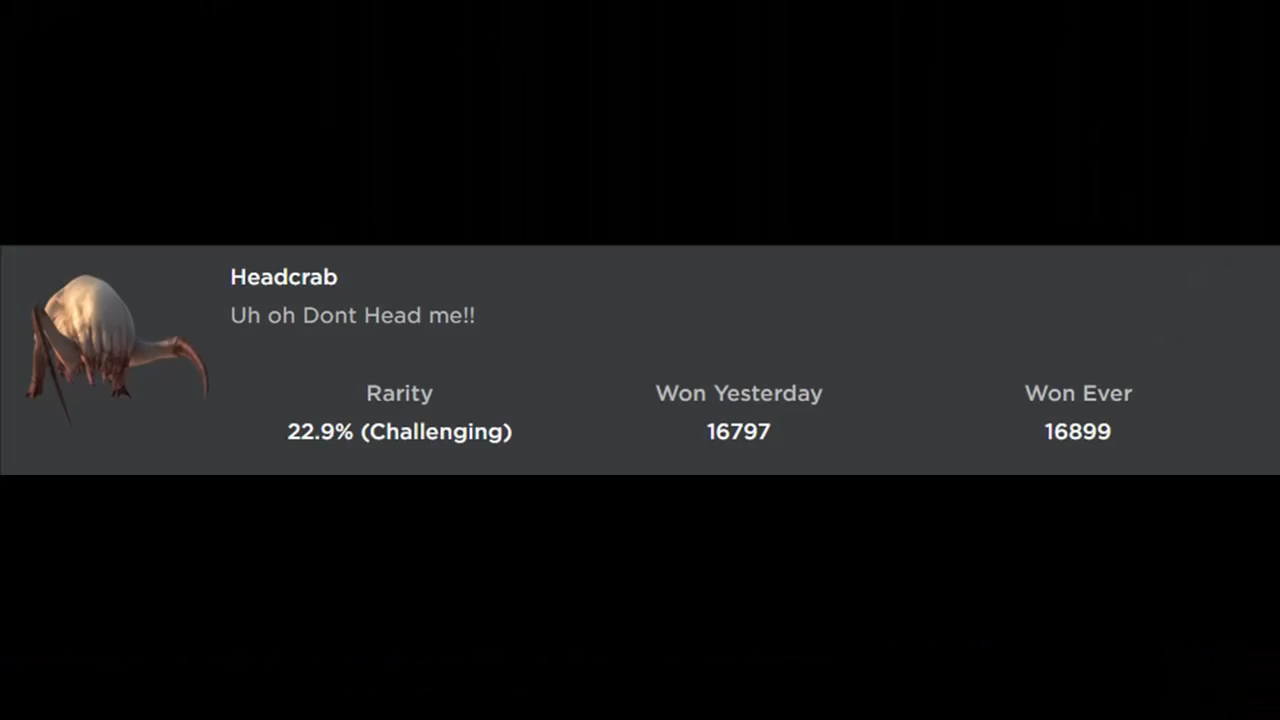 Headcrab
Uh oh Dont Head me!!
Rarity Won Yesterday Won Ever
22.9% (Challenging) 16797 16899